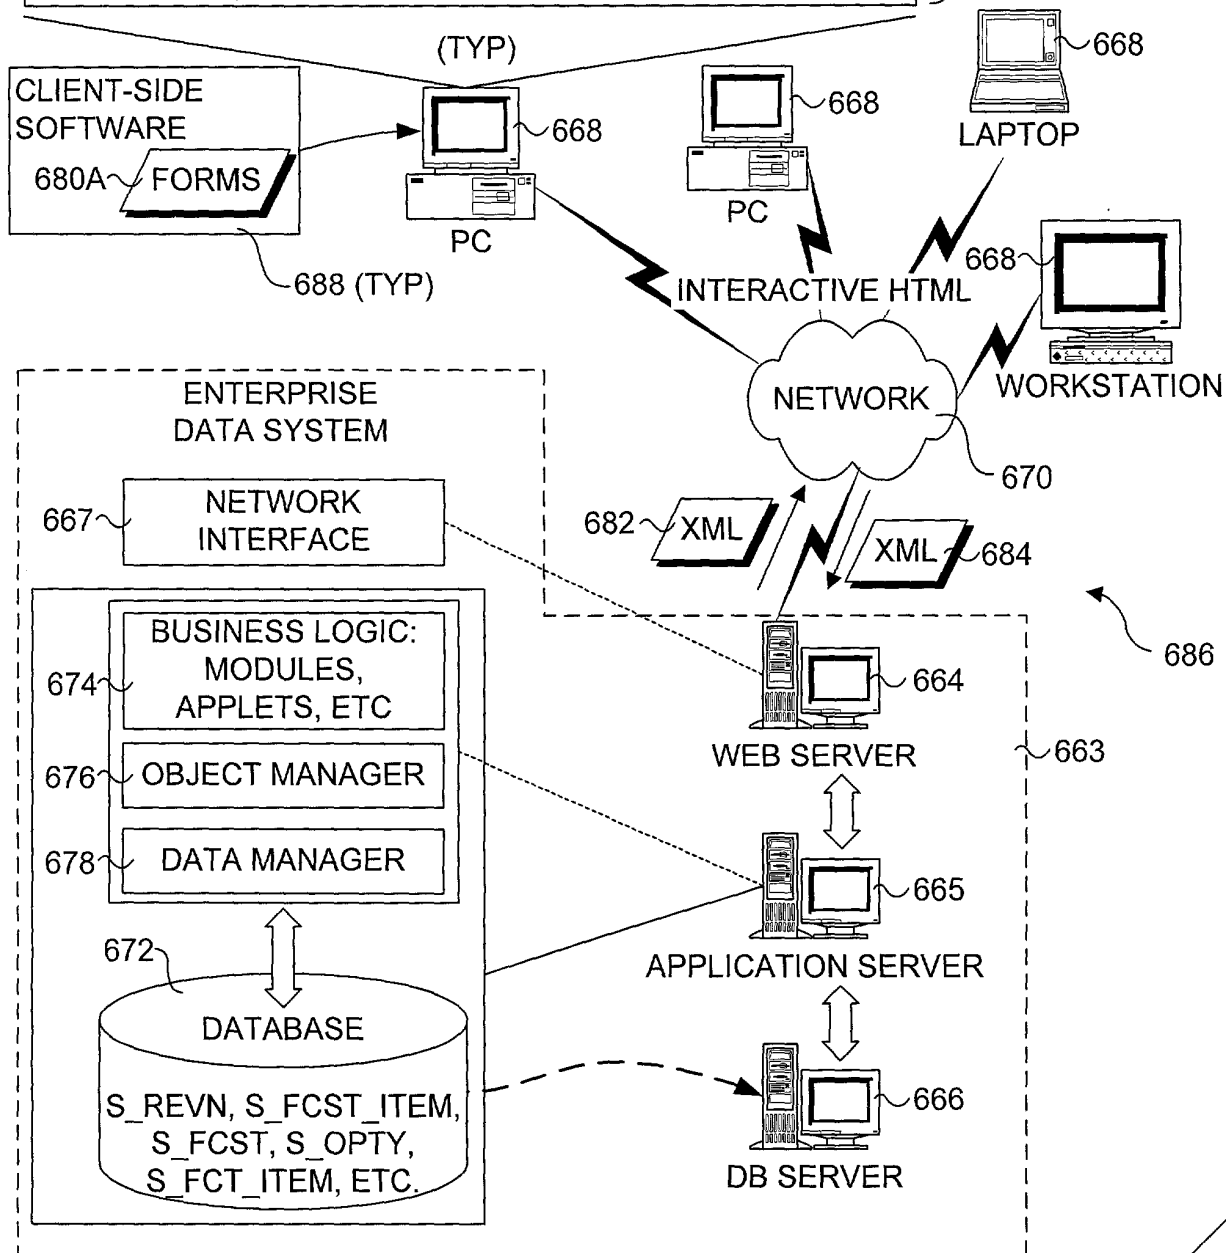 (TYP)
668
CLIENT-SIDE
SOFTWARE
668
668
LAPTOP
680A
FORMS
PC
PC
688 (TYP)
668
INTERACTIVE HTML
WORKSTATION
NETWORK
670
ENTERPRISE
DATA SYSTEM
667
NETWORK
INTERFACE
682
XML
XML
684
686
674
BUSINESS LOGIC:
MODULES,
APPLETS, ETC
664
WEB SERVER
663
676
OBJECT MANAGER
678
DATA MANAGER
665
APPLICATION SERVER
672
DATABASE
S_REVN, S_FCST_ITEM,
S_FCST, S_OPTY,
S_FCT_ITEM, ETC.
666
DB SERVER